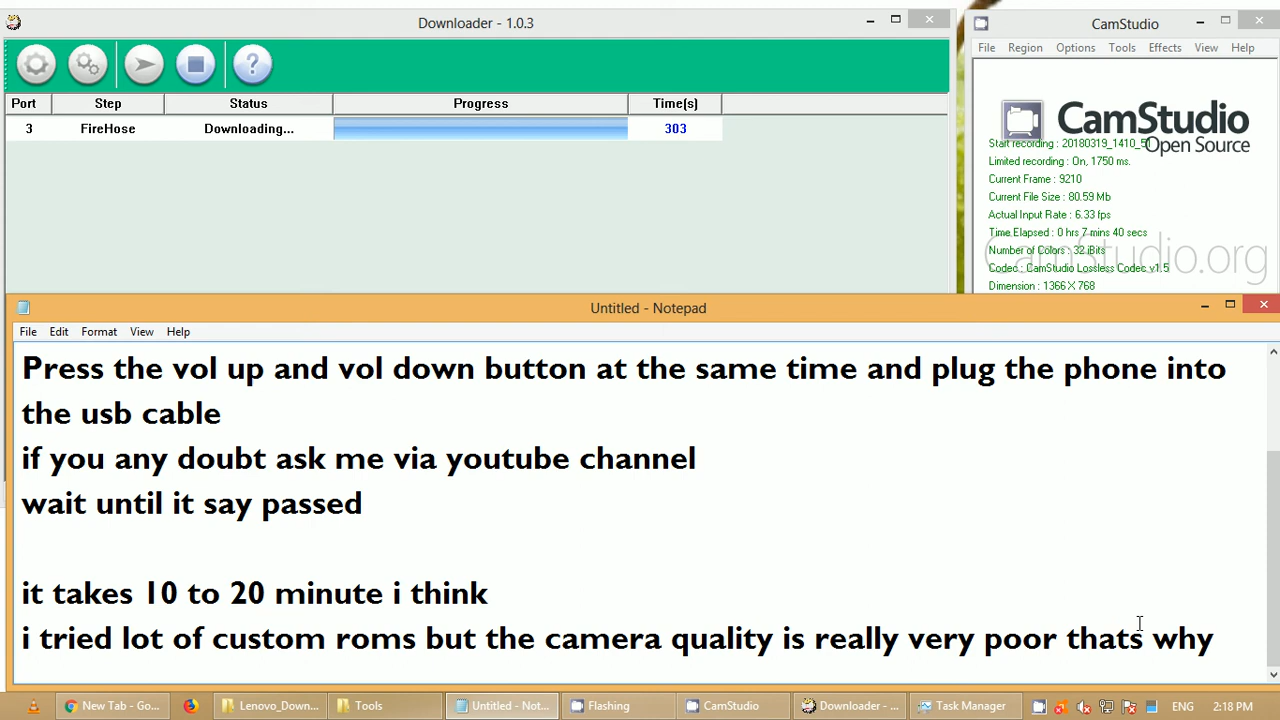 Downloader - 1.0.3
CamStudio
File Region Options Tools Effects View Help
Port Step Status Progress Time(s)
3 FireHose Downloading... 303
CamStudio
Open Source
Start recording : 20180319_1410_5
Limited recording : On, 1750 ms.
Current Frame : 9210
Current File Size : 80.59 Mb
Actual Input Rate : 6.33 fps
Time Elapsed : 0 hrs 7 mins 40 secs
Number of Colors : 32 iBits
CamStudio.org
Codec : CamStudio Lossless Codec v1.5
Dimension : 1366 X 768
Untitled - Notepad
File Edit Format View Help
Press the vol up and vol down button at the same time and plug the phone into
the usb cable
if you any doubt ask me via youtube channel
wait until it say passed
it takes 10 to 20 minute i think
i tried lot of custom roms but the camera quality is really very poor thats why
New Tab - Go... Lenovo_Down... Tools Untitled - Not... Flashing CamStudio Downloader - ... Task Manager ENG 2:18 PM